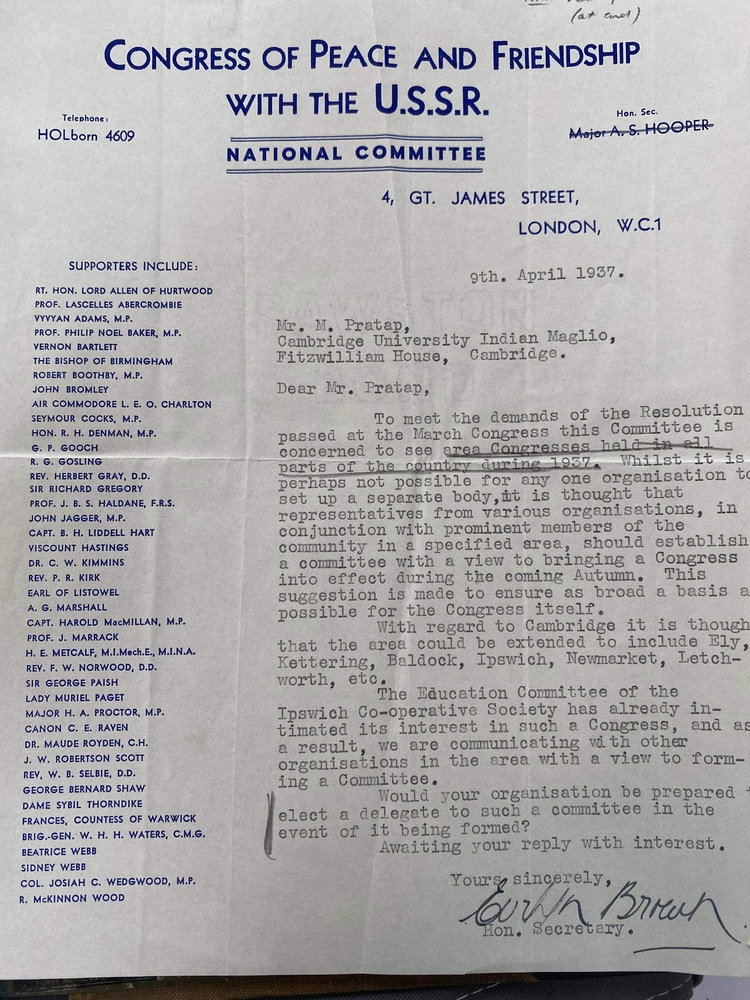 (at end)
CONGRESS OF PEACE AND FRIENDSHIP
WITH THE U.S.S.R.
NATIONAL COMMITTEE
Telephone:
HOLborn 4609
Hon. Sec.
Major A. S. HOOPER
4, GT. JAMES STREET,
LONDON, W.C.1
SUPPORTERS INCLUDE:
RT. HON. LORD ALLEN OF HURTWOOD
PROF. LASCELLES ABERCROMBIE
VYVYAN ADAMS, M.P.
PROF. PHILIP NOEL BAKER, M.P.
VERNON BARTLETT
THE BISHOP OF BIRMINGHAM
ROBERT BOOTHBY, M.P.
JOHN BROMLEY
AIR COMMODORE L. E. O. CHARLTON
SEYMOUR COCKS, M.P.
HON. R. H. DENMAN, M.P.
G. P. GOOCH
R. G. GOSLING
REV. HERBERT GRAY, D.D.
SIR RICHARD GREGORY
PROF. J. B. S. HALDANE, F.R.S.
JOHN JAGGER, M.P.
CAPT. B. H. LIDDELL HART
VISCOUNT HASTINGS
DR. C. W. KIMMINS
REV. P. R. KIRK
EARL OF LISTOWEL
A. G. MARSHALL
CAPT. HAROLD MacMILLAN, M.P.
PROF. J. MARRACK
H. E. METCALF, M.I.Mech.E., M.I.N.A.
REV. F. W. NORWOOD, D.D.
SIR GEORGE PAISH
LADY MURIEL PAGET
MAJOR H. A. PROCTOR, M.P.
CANON C. E. RAVEN
DR. MAUDE ROYDEN, C.H.
J. W. ROBERTSON SCOTT
REV, W. B. SELBIE, D.D.
GEORGE BERNARD SHAW
DAME SYBIL THORNDIKE
FRANCES, COUNTESS OF WARWICK
BRIG.-GEN. W. H. H. WATERS, C.M.G.
BEATRICE WEBB
SIDNEY WEBB
COL. JOSIAH C. WEDGWOOD, M.P.
R. McKINNON WOOD
9th. April 1937.
Mr. M. Pratap,
Cambridge University Indian Maglio,
Fitzwilliam House, Cambridge.
Dear Mr. Pratap,
To meet the demands of the Resolution
passed at the March Congress this Committee is
concerned to see area Congresses held in all
parts of the country during 1937. Whilst it is
perhaps not possible for any one organisation to
set up a separate body, it is thought that
representatives from various organisations, in
conjunction with prominent members of the
community in a specified area, should establish
a committee with a view to bringing a Congress
into effect during the coming Autumn. This
suggestion is made to ensure as broad a basis a
possible for the Congress itself.
With regard to Cambridge it is though
that the area could be extended to include Ely,
Kettering, Baldock, Ipswich, Newmarket, Letch-
worth, etc.
The Education Committee of the
Ipswich Co-operative Society has already in-
timated its interest in such a Congress, and as
a result, we are communicating with other
organisations in the area with a view to form-
ing a Committee.
Would your organisation be prepared t
elect a delegate to such a committee in the
event of it being formed?
Awaiting your reply with interest.
Yours sincerely,
Evelyn Brown
Hon. Secretary.